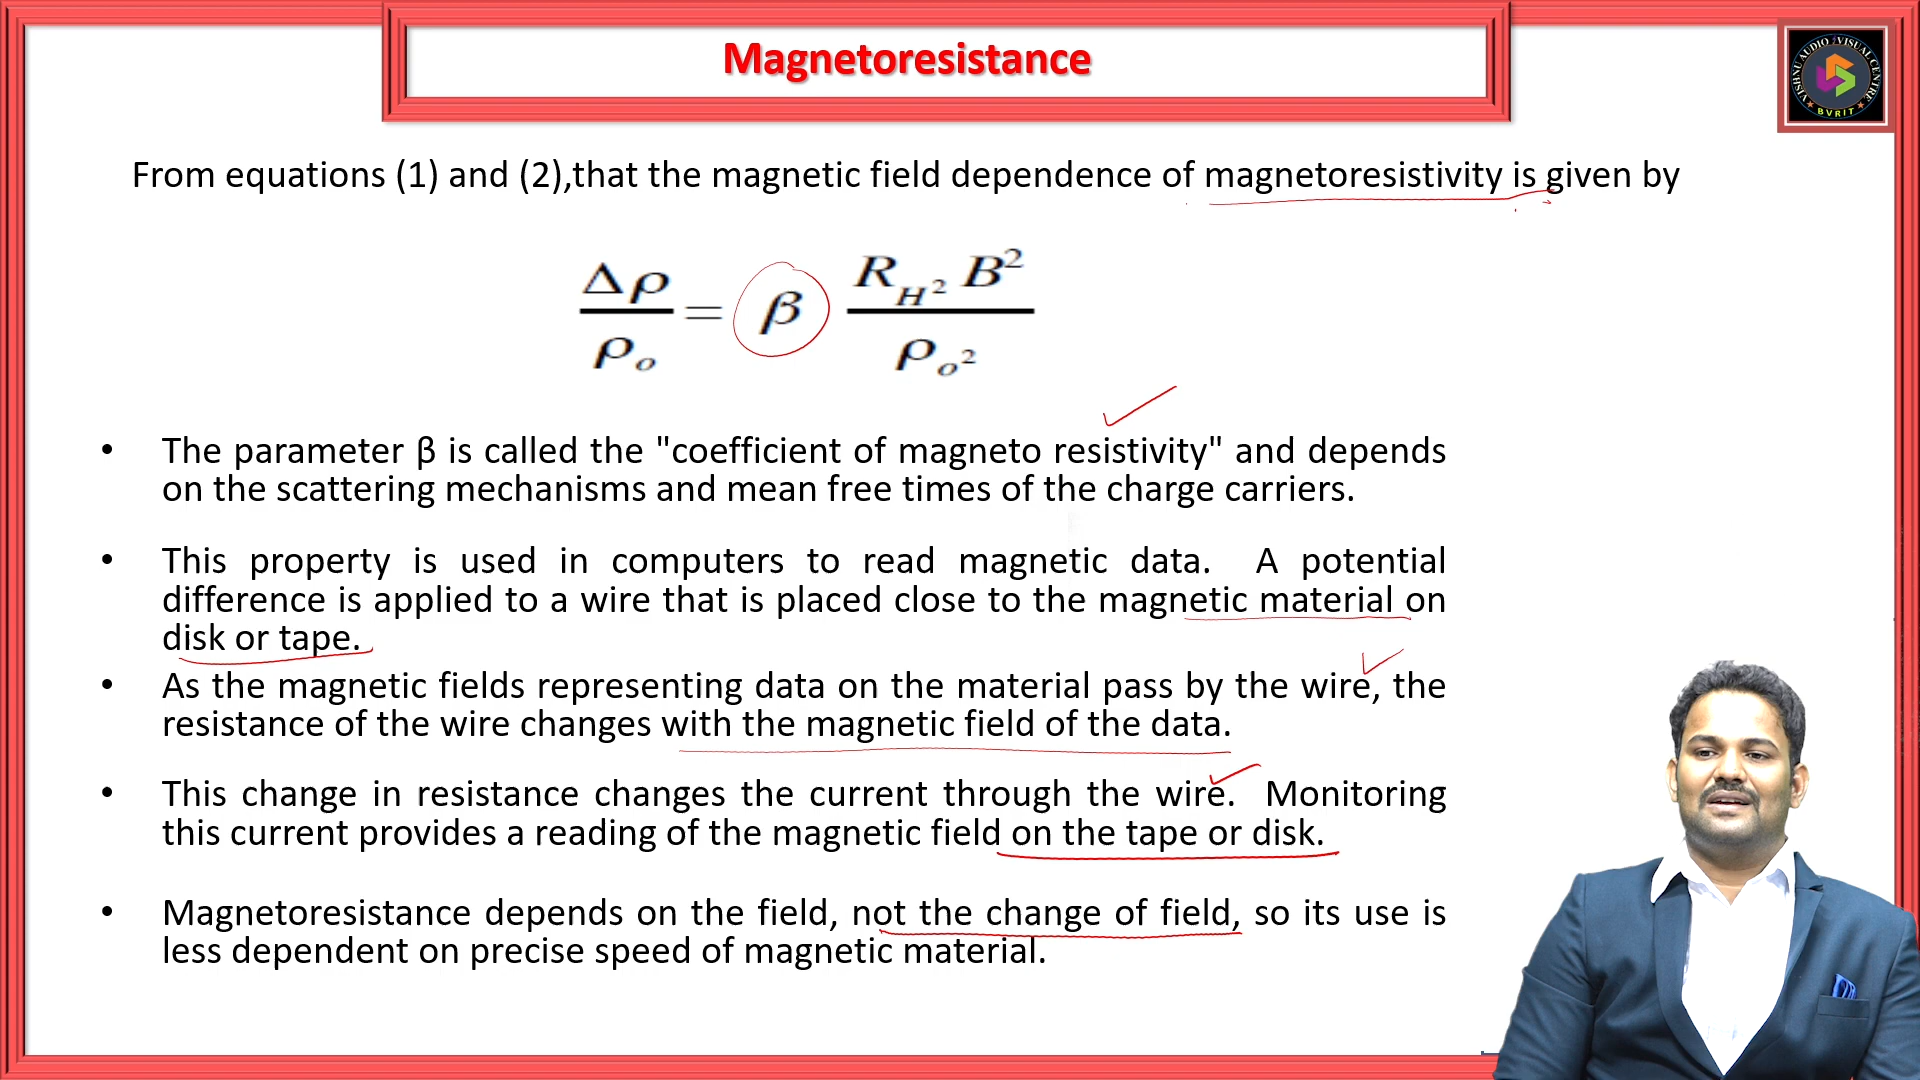 Magnetoresistance
VISHNU AUDIO VISUAL CENTRE
BVRIT
From equations (1) and (2),that the magnetic field dependence of magnetoresistivity is given by
Δρ/ρ₀ = β R_H² B²/ρ₀²
• The parameter β is called the "coefficient of magneto resistivity" and depends
on the scattering mechanisms and mean free times of the charge carriers.
• This property is used in computers to read magnetic data. A potential
difference is applied to a wire that is placed close to the magnetic material on
disk or tape.
• As the magnetic fields representing data on the material pass by the wire, the
resistance of the wire changes with the magnetic field of the data.
• This change in resistance changes the current through the wire. Monitoring
this current provides a reading of the magnetic field on the tape or disk.
• Magnetoresistance depends on the field, not the change of field, so its use is
less dependent on precise speed of magnetic material.